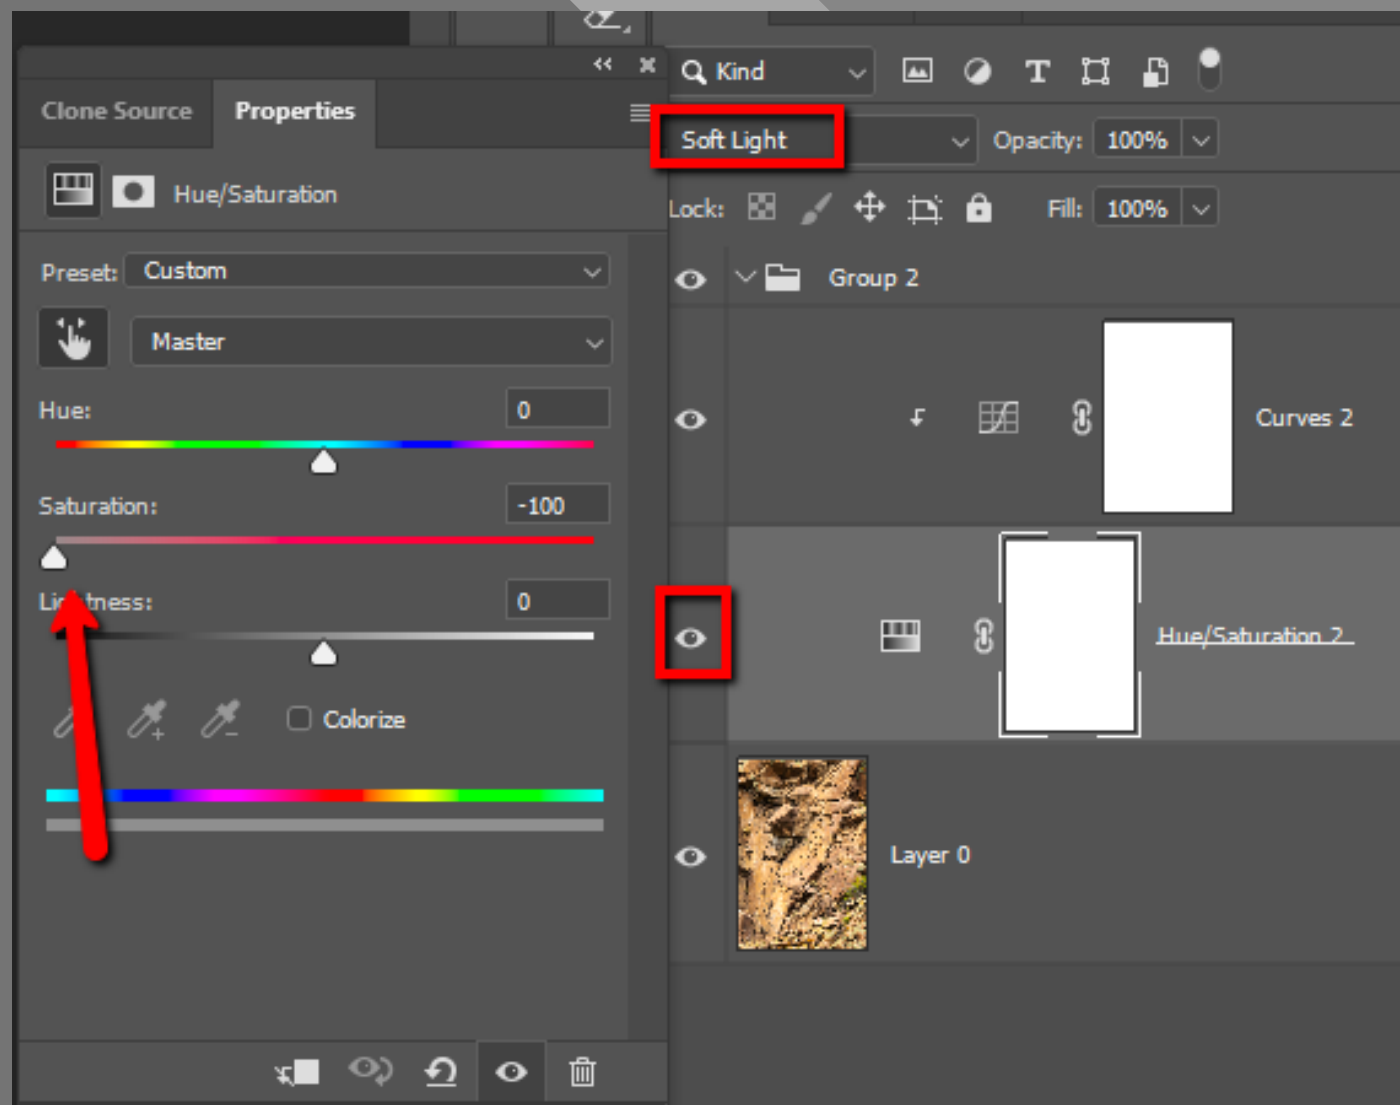 Clone Source
Properties
Hue/Saturation
Preset: Custom
Master
Hue: 0
Saturation: -100
Lightness: 0
Colorize
Kind
Soft Light
Opacity: 100%
Lock:
Fill: 100%
Group 2
Curves 2
Hue/Saturation 2
Layer 0